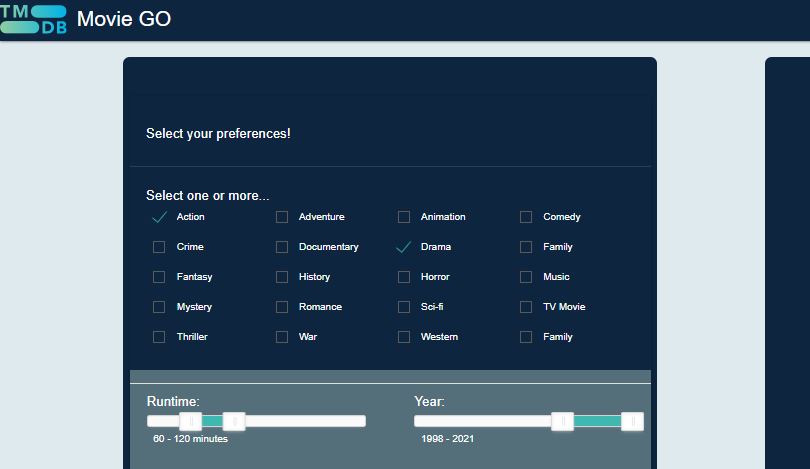 TM
DB
Movie GO
Select your preferences!
Select one or more...
Action Adventure Animation Comedy
Crime Documentary Drama Family
Fantasy History Horror Music
Mystery Romance Sci-fi TV Movie
Thriller War Western Family
Runtime: Year:
60 - 120 minutes 1998 - 2021